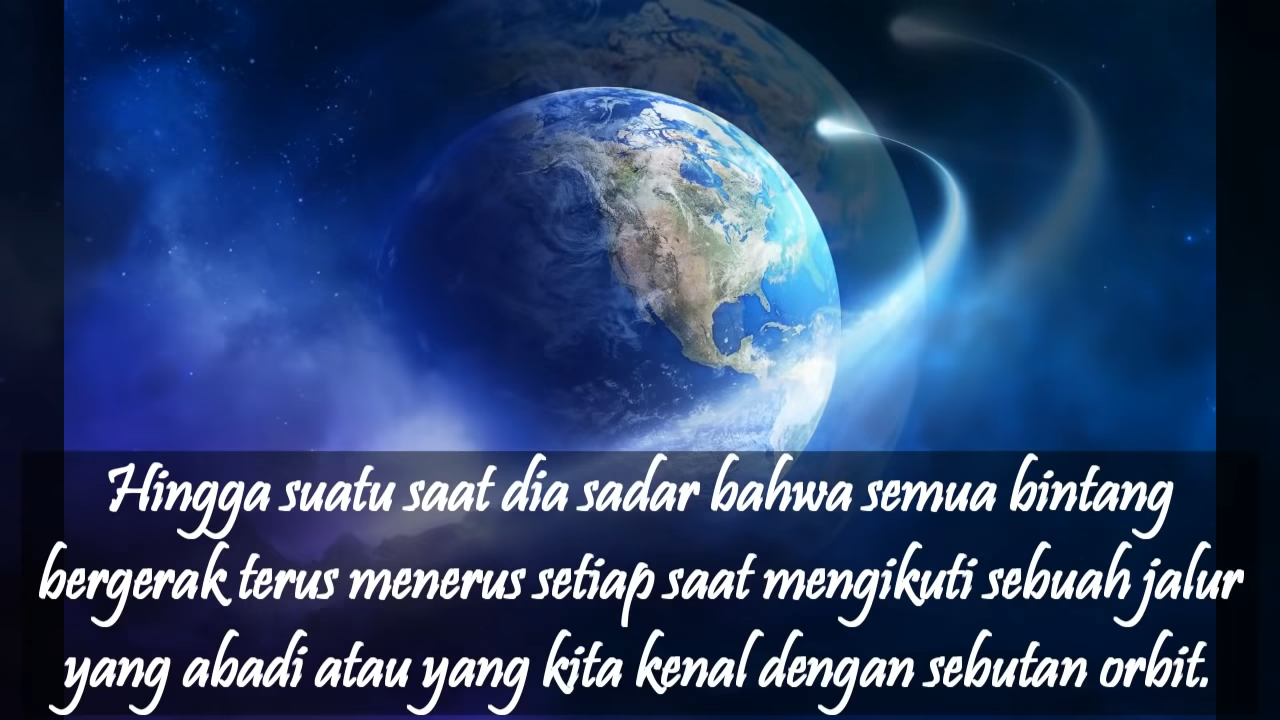 Hingga suatu saat dia sadar bahwa semua bintang
bergerak terus menerus setiap saat mengikuti sebuah jalur
yang abadi atau yang kita kenal dengan sebutan orbit.